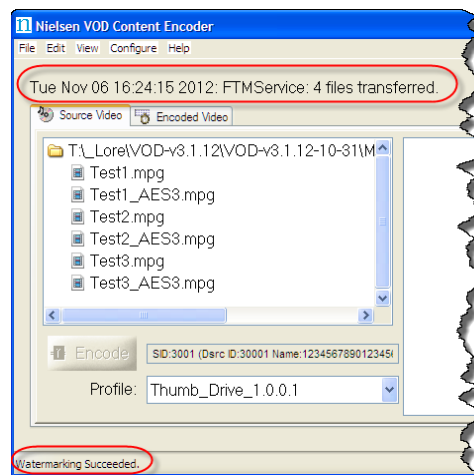 Nielsen VOD Content Encoder
File Edit View Configure Help
Tue Nov 06 16:24:15 2012: FTMService: 4 files transferred.
Source Video Encoded Video
T:\_Lore\VOD-v3.1.12\VOD-v3.1.12-10-31\M
Test1.mpg
Test1_AES3.mpg
Test2.mpg
Test2_AES3.mpg
Test3.mpg
Test3_AES3.mpg
Encode SID:3001 (Dsrc ID:30001 Name:1234567890123456
Profile: Thumb_Drive_1.0.0.1
Watermarking Succeeded.